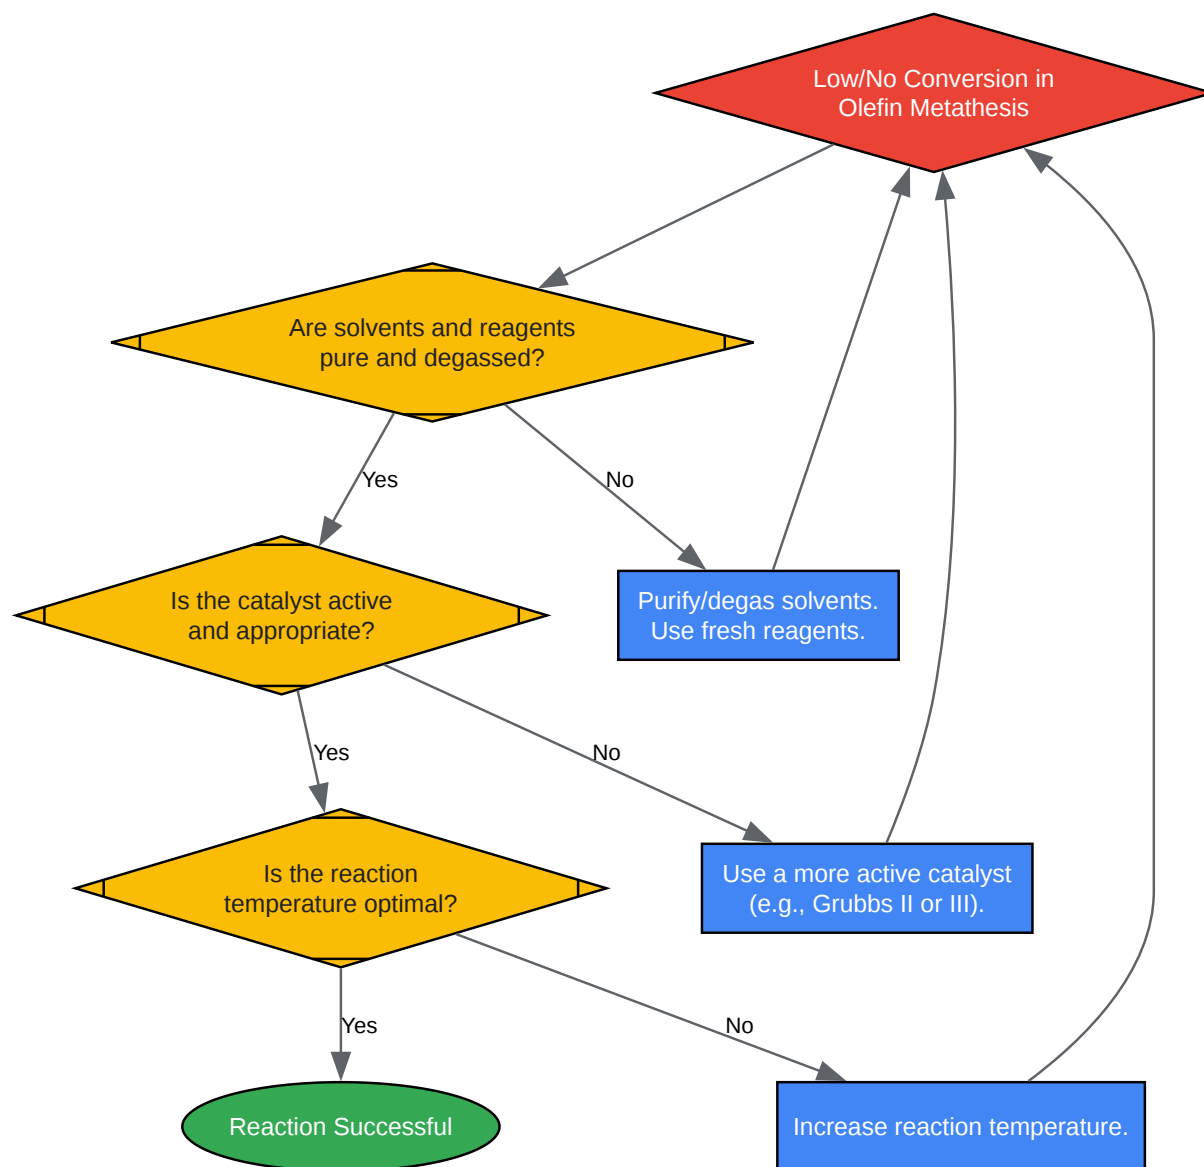 Low/No Conversion in
Olefin Metathesis
Are solvents and reagents
pure and degassed?
Yes
No
Is the catalyst active
and appropriate?
Purify/degas solvents.
Use fresh reagents.
Yes
No
Is the reaction
temperature optimal?
Use a more active catalyst
(e.g., Grubbs II or III).
Yes
No
Reaction Successful
Increase reaction temperature.